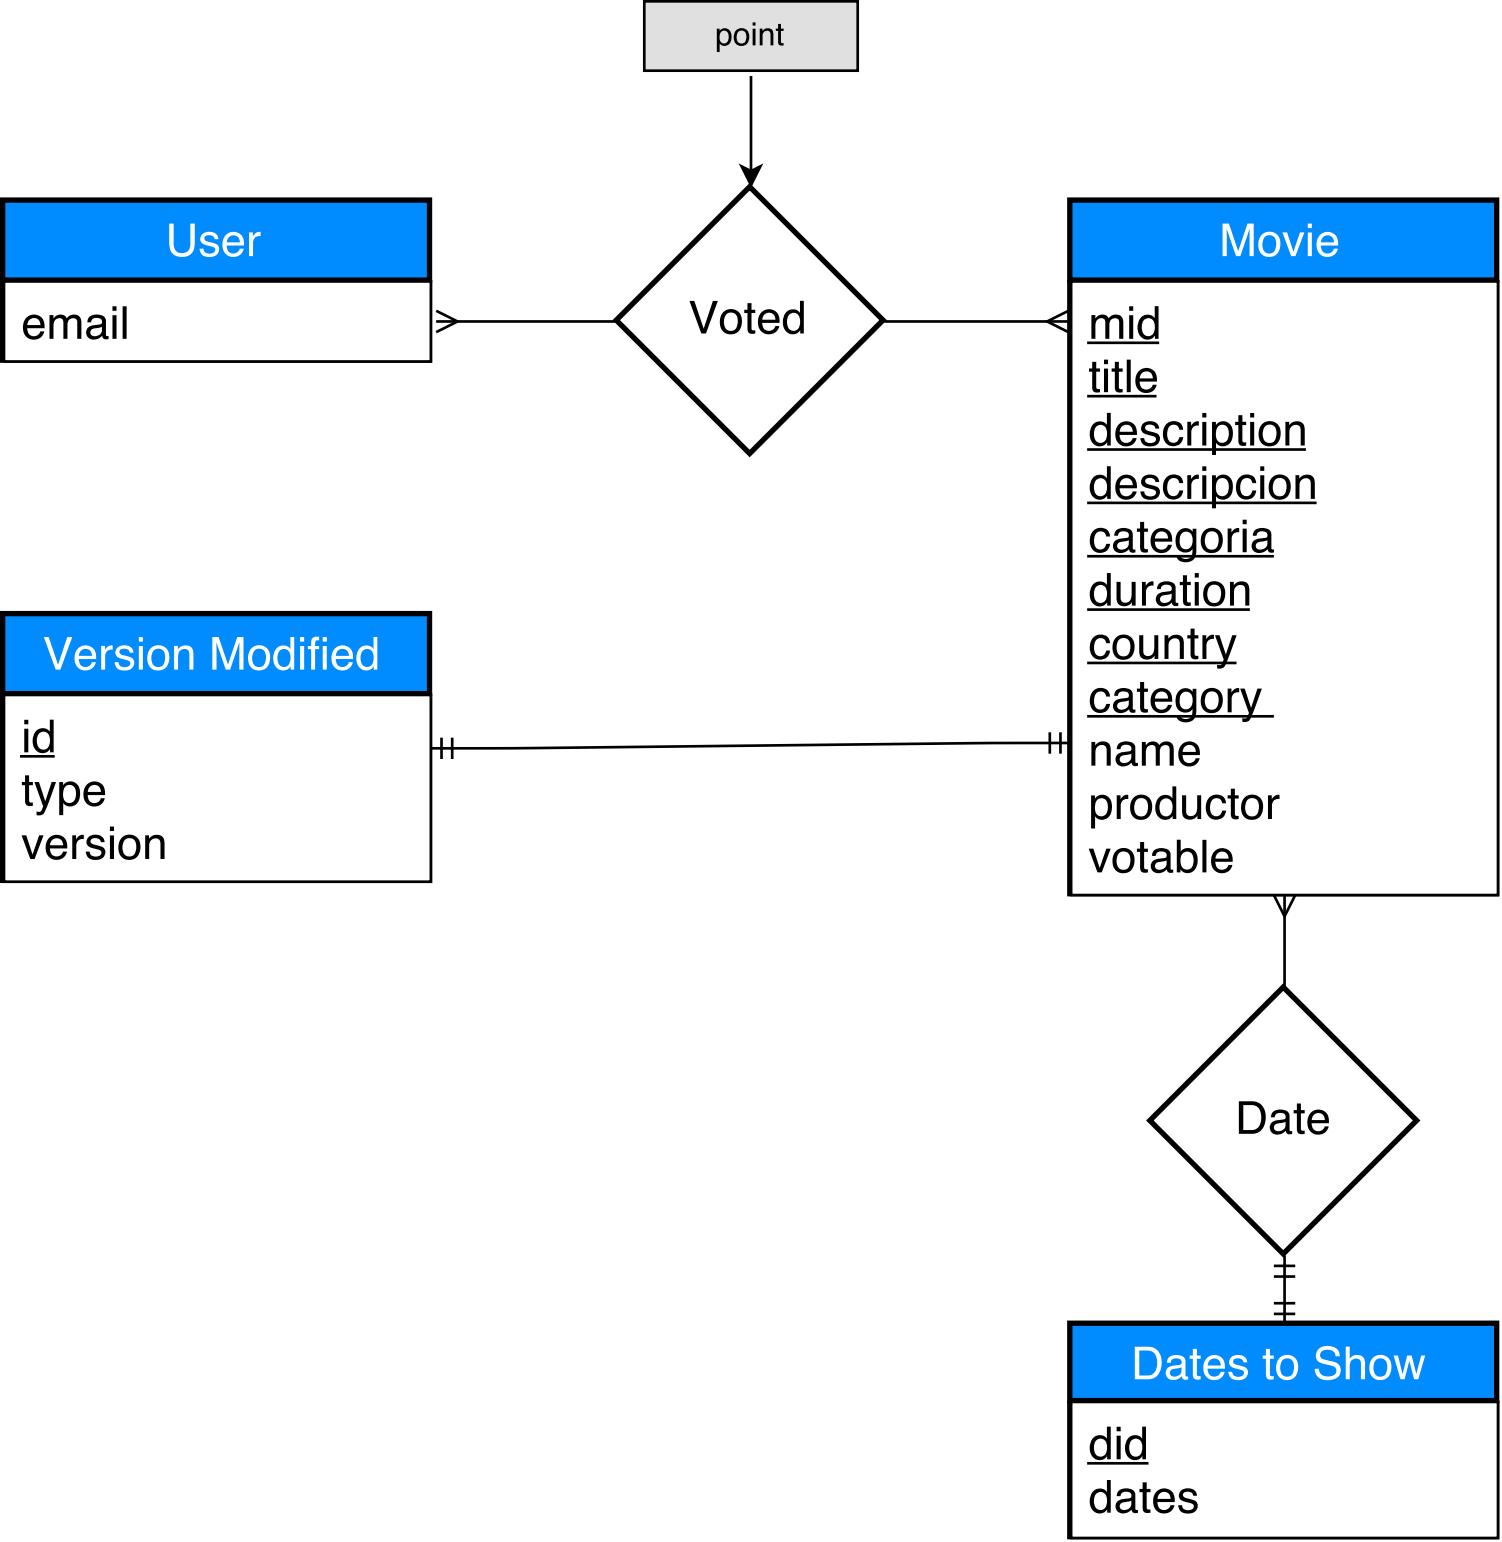 point
User
email
Voted
Movie
mid
title
description
descripcion
categoria
duration
country
category
name
productor
votable
Version Modified
id
type
version
Date
Dates to Show
did
dates